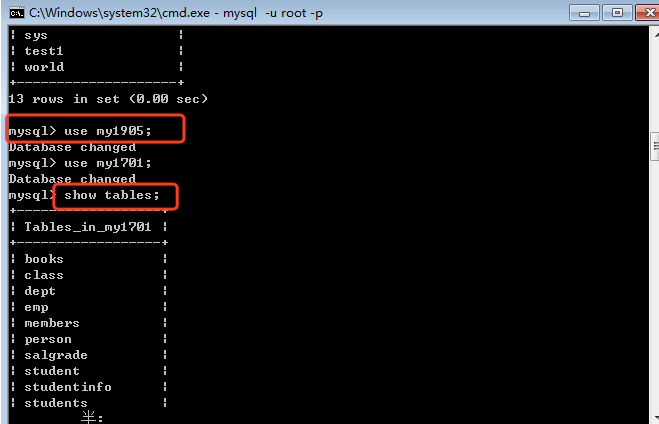 C:\Windows\system32\cmd.exe - mysql -u root -p
| sys |
| test1 |
| world |
+--------------------+
13 rows in set (0.00 sec)
mysql> use my1905;
Database changed
mysql> use my1701;
Database changed
mysql> show tables;
+------------------+
| Tables_in_my1701 |
+------------------+
| books |
| class |
| dept |
| emp |
| members |
| person |
| salgrade |
| student |
| studentinfo |
| students |
半: